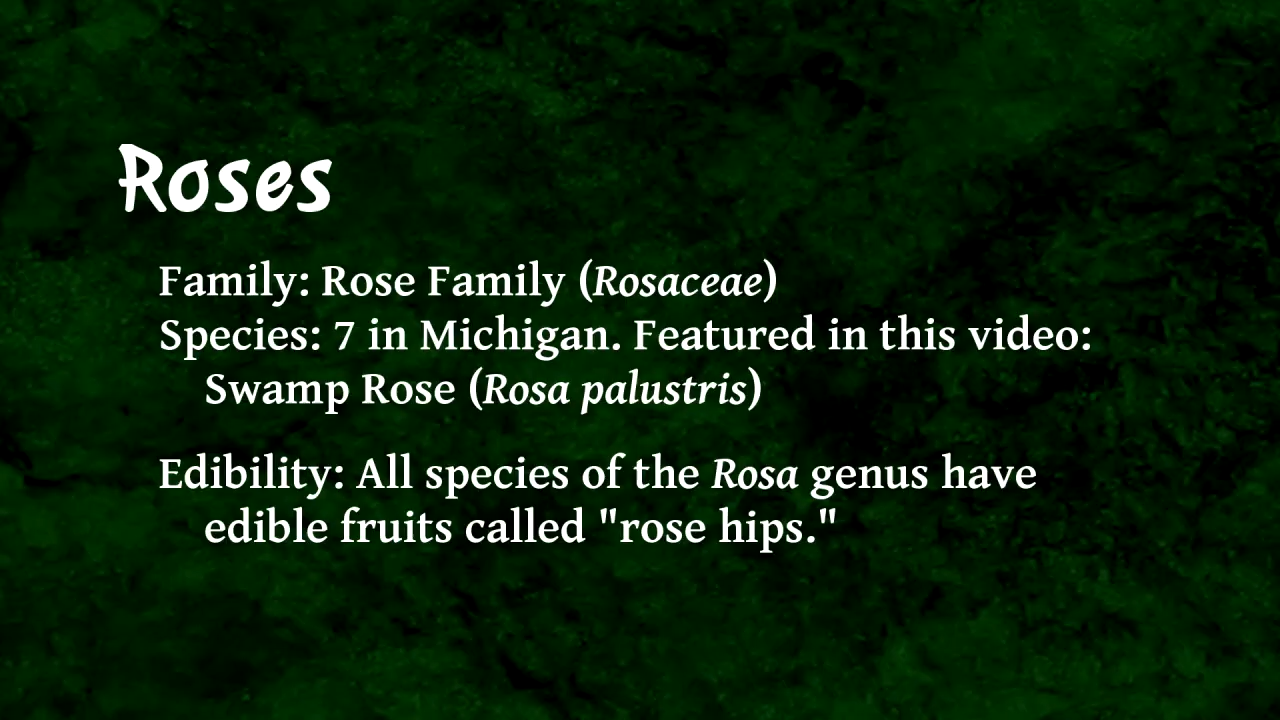 Roses
Family: Rose Family (Rosaceae)
Species: 7 in Michigan. Featured in this video:
Swamp Rose (Rosa palustris)
Edibility: All species of the Rosa genus have
edible fruits called "rose hips."